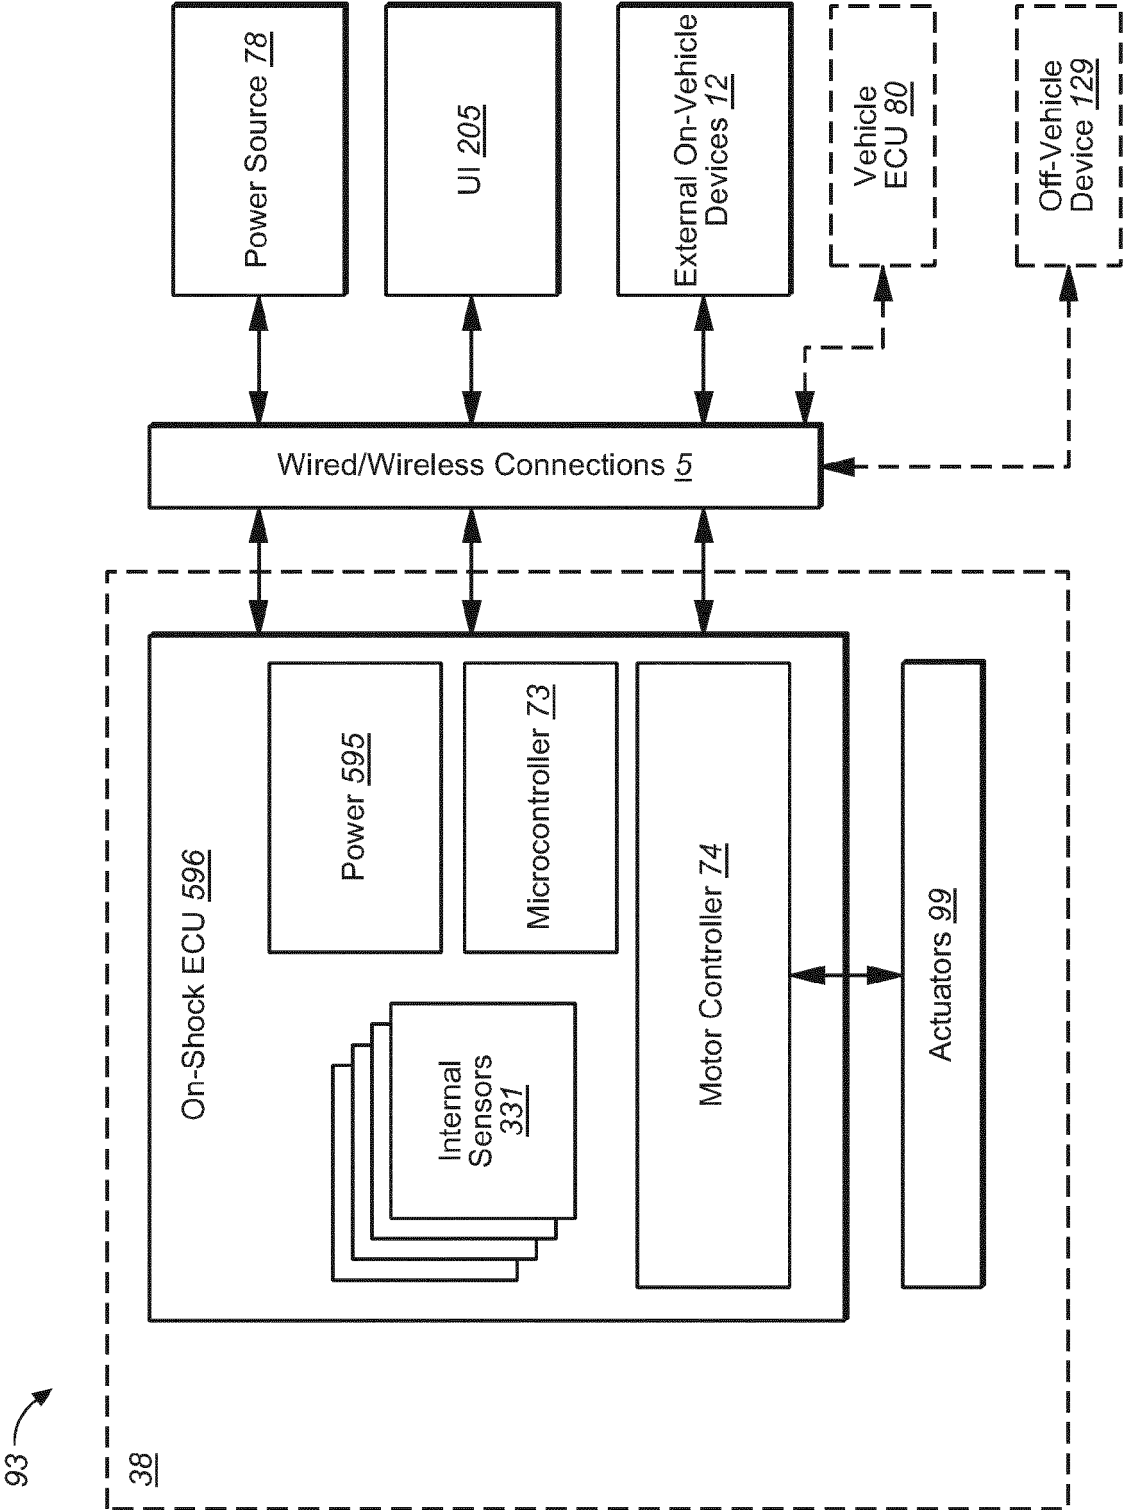 93
38
On-Shock ECU 596
Internal
Sensors
331
Power 595
Microcontroller 73
Motor Controller 74
Actuators 99
Wired/Wireless Connections 5
Power Source 78
UI 205
External On-Vehicle
Devices 12
Vehicle
ECU 80
Off-Vehicle
Device 129